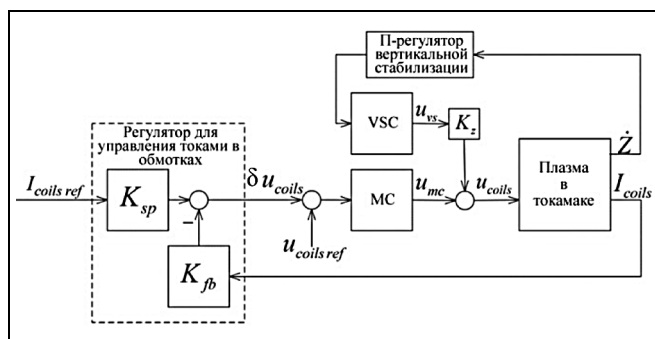 П-регулятор
вертикальной
стабилизации
Регулятор для
управления токами в
обмотках
VSC
u_vs
K_z
Ż
Плазма
в
токамаке
I_coils ref
K_sp
δ u_coils
MC
u_mc
u_coils
I_coils
–
u_coils ref
K_fb